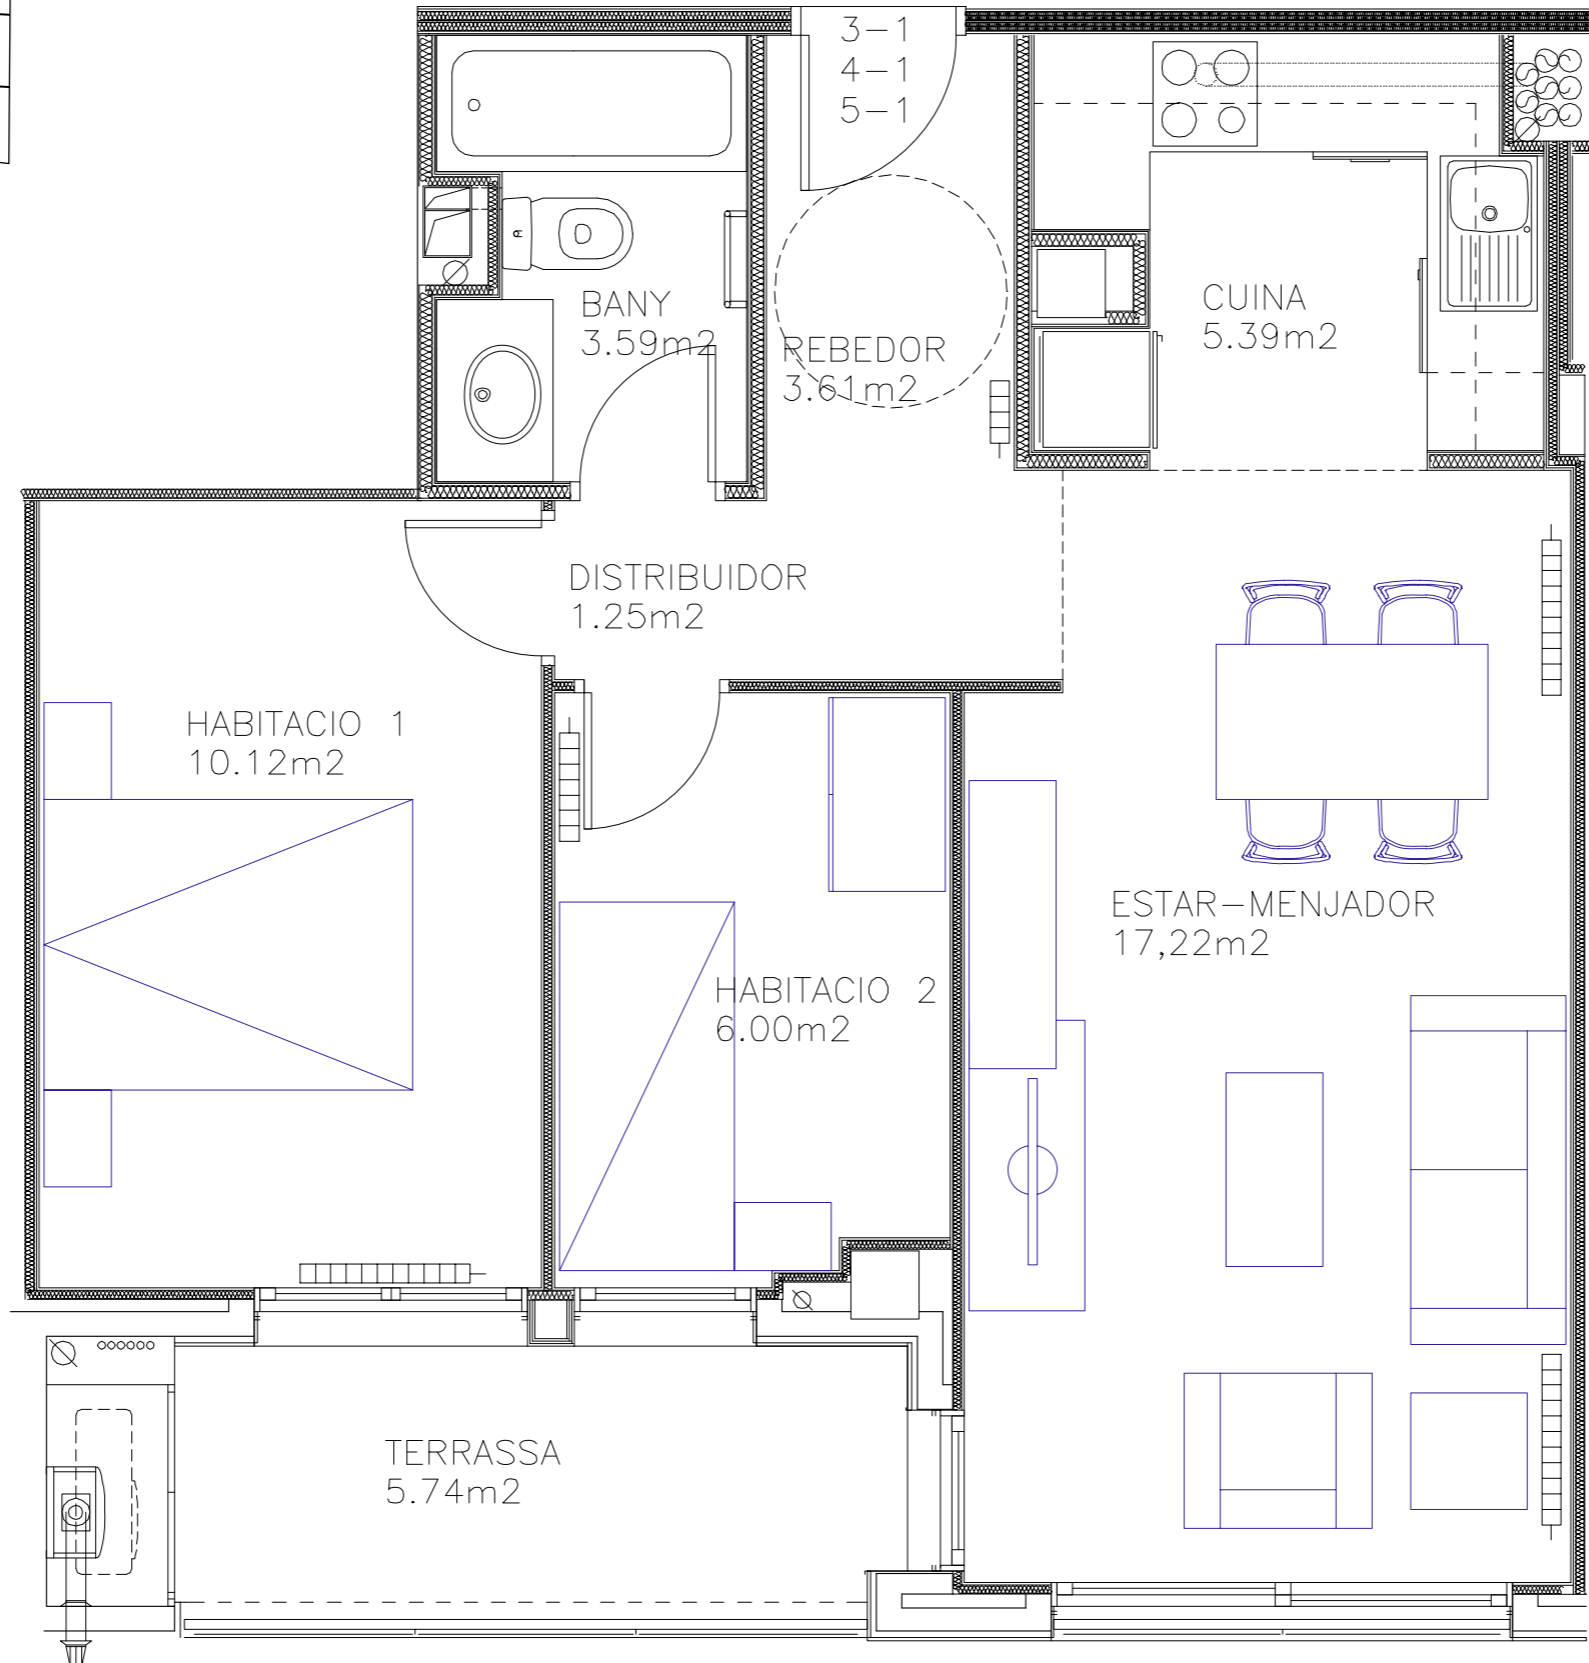 3-1
4-1
5-1
BANY
3.59m2
REBEDOR
3.61m2
CUINA
5.39m2
DISTRIBUIDOR
1.25m2
HABITACIO 1
10.12m2
ESTAR-MENJADOR
17,22m2
HABITACIO 2
6.00m2
TERRASSA
5.74m2